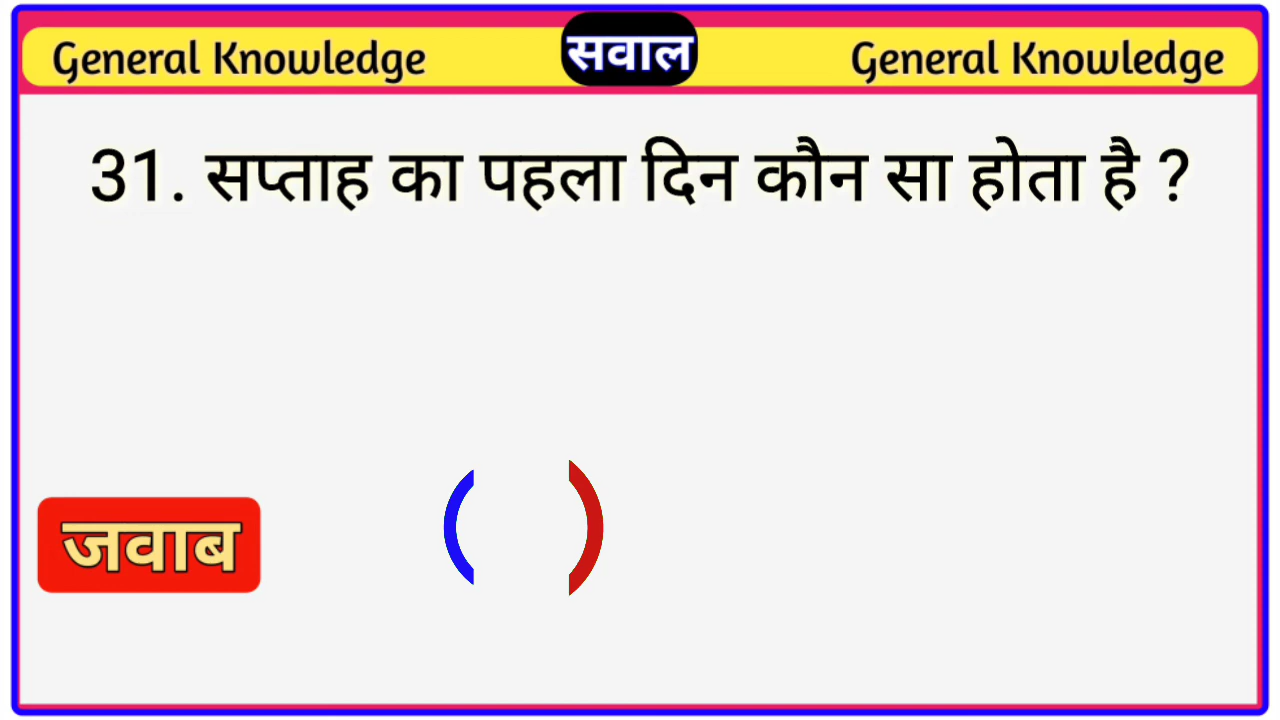 General Knowledge सवाल General Knowledge
31. सप्ताह का पहला दिन कौन सा होता है ?
जवाब